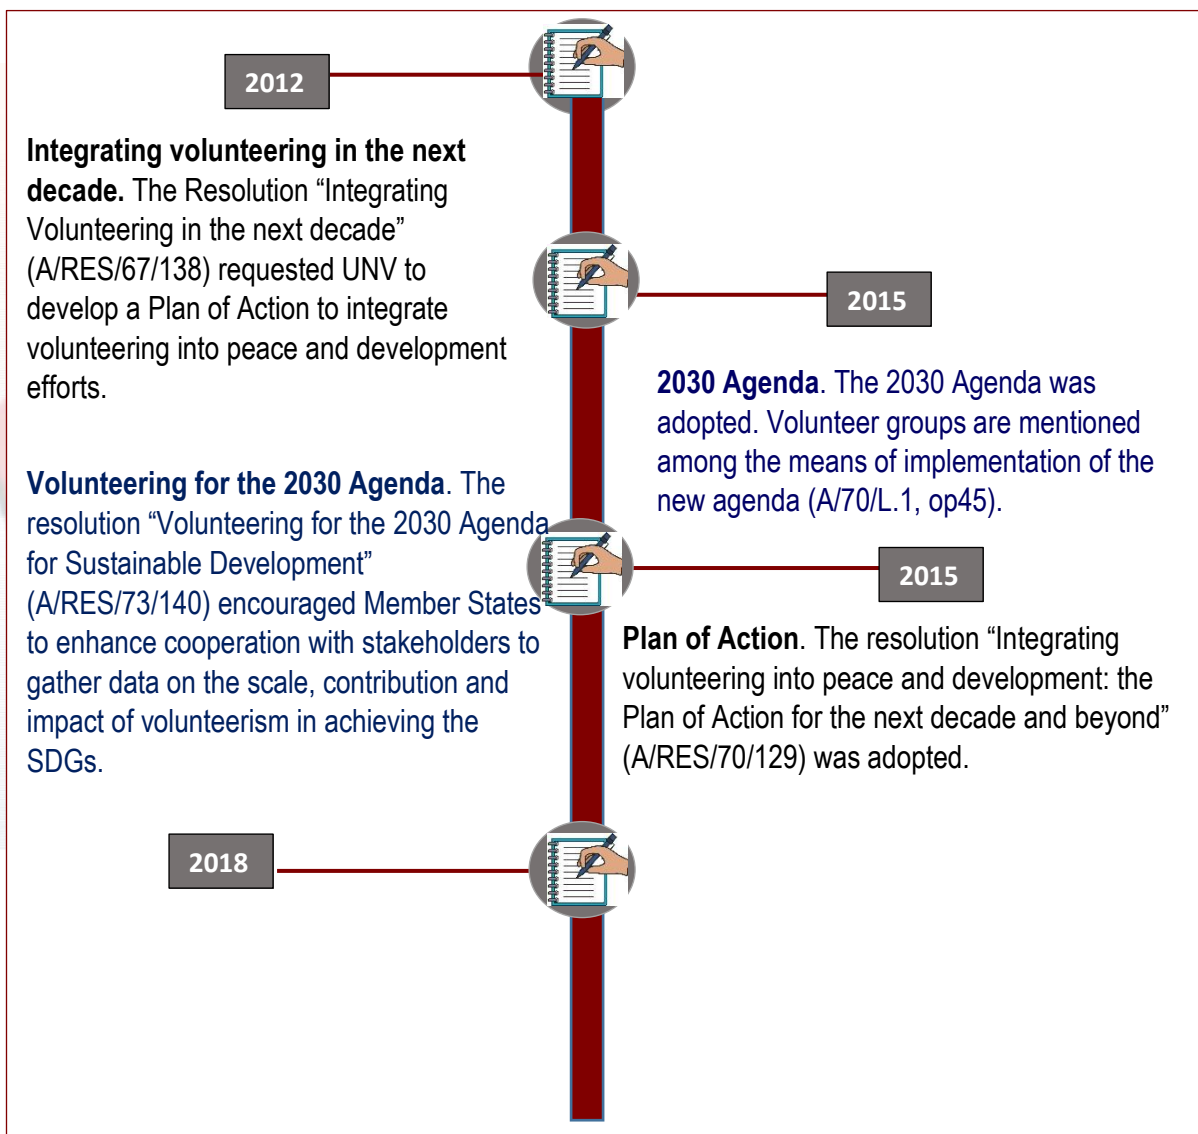 2012
Integrating volunteering in the next
decade. The Resolution “Integrating
Volunteering in the next decade”
(A/RES/67/138) requested UNV to
develop a Plan of Action to integrate
volunteering into peace and development
efforts.
2015
2030 Agenda. The 2030 Agenda was
adopted. Volunteer groups are mentioned
among the means of implementation of the
new agenda (A/70/L.1, op45).
Volunteering for the 2030 Agenda. The
resolution “Volunteering for the 2030 Agenda
for Sustainable Development”
(A/RES/73/140) encouraged Member States
to enhance cooperation with stakeholders to
gather data on the scale, contribution and
impact of volunteerism in achieving the
SDGs.
2015
Plan of Action. The resolution “Integrating
volunteering into peace and development: the
Plan of Action for the next decade and beyond”
(A/RES/70/129) was adopted.
2018